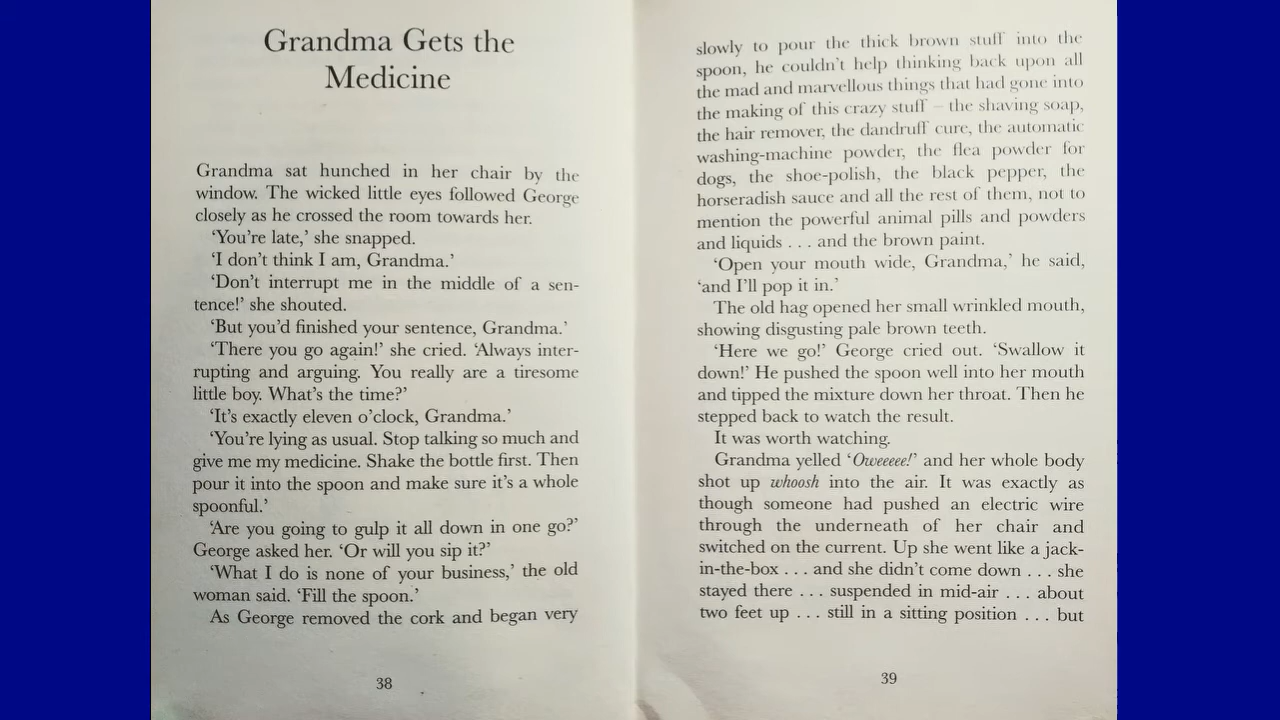 Grandma Gets the
Medicine
Grandma sat hunched in her chair by the
window. The wicked little eyes followed George
closely as he crossed the room towards her.
‘You’re late,’ she snapped.
‘I don’t think I am, Grandma.’
‘Don’t interrupt me in the middle of a sen-
tence!’ she shouted.
‘But you’d finished your sentence, Grandma.’
‘There you go again!’ she cried. ‘Always inter-
rupting and arguing. You really are a tiresome
little boy. What’s the time?’
‘It’s exactly eleven o’clock, Grandma.’
‘You’re lying as usual. Stop talking so much and
give me my medicine. Shake the bottle first. Then
pour it into the spoon and make sure it’s a whole
spoonful.’
‘Are you going to gulp it all down in one go?’
George asked her. ‘Or will you sip it?’
‘What I do is none of your business,’ the old
woman said. ‘Fill the spoon.’
As George removed the cork and began very
38
slowly to pour the thick brown stuff into the
spoon, he couldn’t help thinking back upon all
the mad and marvellous things that had gone into
the making of this crazy stuff – the shaving soap,
the hair remover, the dandruff cure, the automatic
washing-machine powder, the flea powder for
dogs, the shoe-polish, the black pepper, the
horseradish sauce and all the rest of them, not to
mention the powerful animal pills and powders
and liquids . . . and the brown paint.
‘Open your mouth wide, Grandma,’ he said,
‘and I’ll pop it in.’
The old hag opened her small wrinkled mouth,
showing disgusting pale brown teeth.
‘Here we go!’ George cried out. ‘Swallow it
down!’ He pushed the spoon well into her mouth
and tipped the mixture down her throat. Then he
stepped back to watch the result.
It was worth watching.
Grandma yelled ‘Oweeeee!’ and her whole body
shot up whoosh into the air. It was exactly as
though someone had pushed an electric wire
through the underneath of her chair and
switched on the current. Up she went like a jack-
in-the-box . . . and she didn’t come down . . . she
stayed there . . . suspended in mid-air . . . about
two feet up . . . still in a sitting position . . . but
39